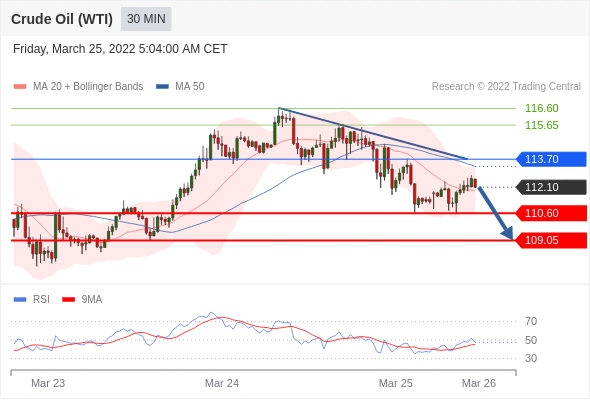 Crude Oil (WTI) 30 MIN
Friday, March 25, 2022 5:04:00 AM CET
MA 20 + Bollinger Bands MA 50 Research © 2022 Trading Central
116.60
115.65
113.70
112.10
110.60
109.05
RSI 9MA
70
50
30
Mar 23 Mar 24 Mar 25 Mar 26